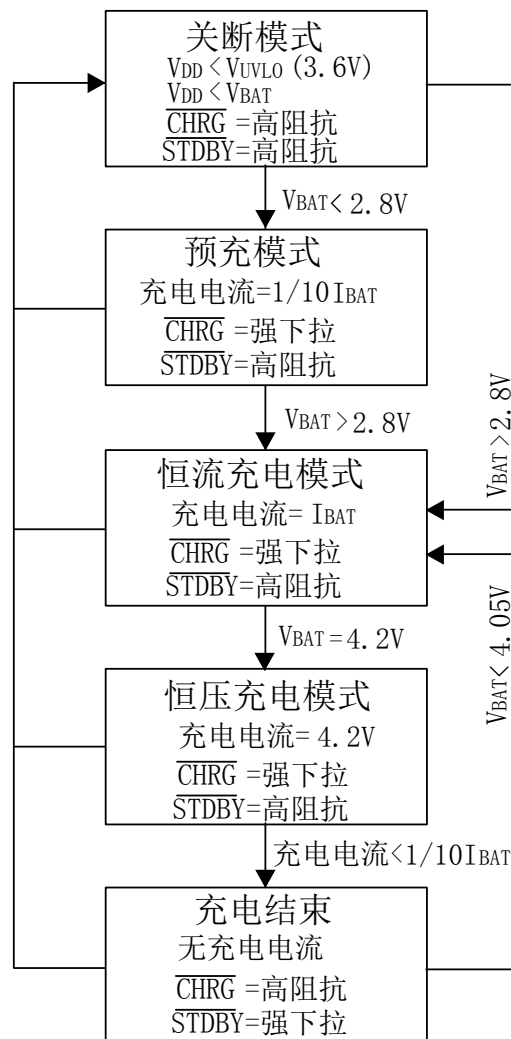 关断模式
VDD<VUVLO(3.6V)
VDD<VBAT
CHRG=高阻抗
STDBY=高阻抗
VBAT<2.8V
预充模式
充电电流=1/10IBAT
CHRG=强下拉
STDBY=高阻抗
VBAT>2.8V
恒流充电模式
充电电流=IBAT
CHRG=强下拉
STDBY=高阻抗
VBAT>2.8V
VBAT<4.05V
VBAT=4.2V
恒压充电模式
充电电流=4.2V
CHRG=强下拉
STDBY=高阻抗
充电电流<1/10IBAT
充电结束
无充电电流
CHRG=高阻抗
STDBY=强下拉